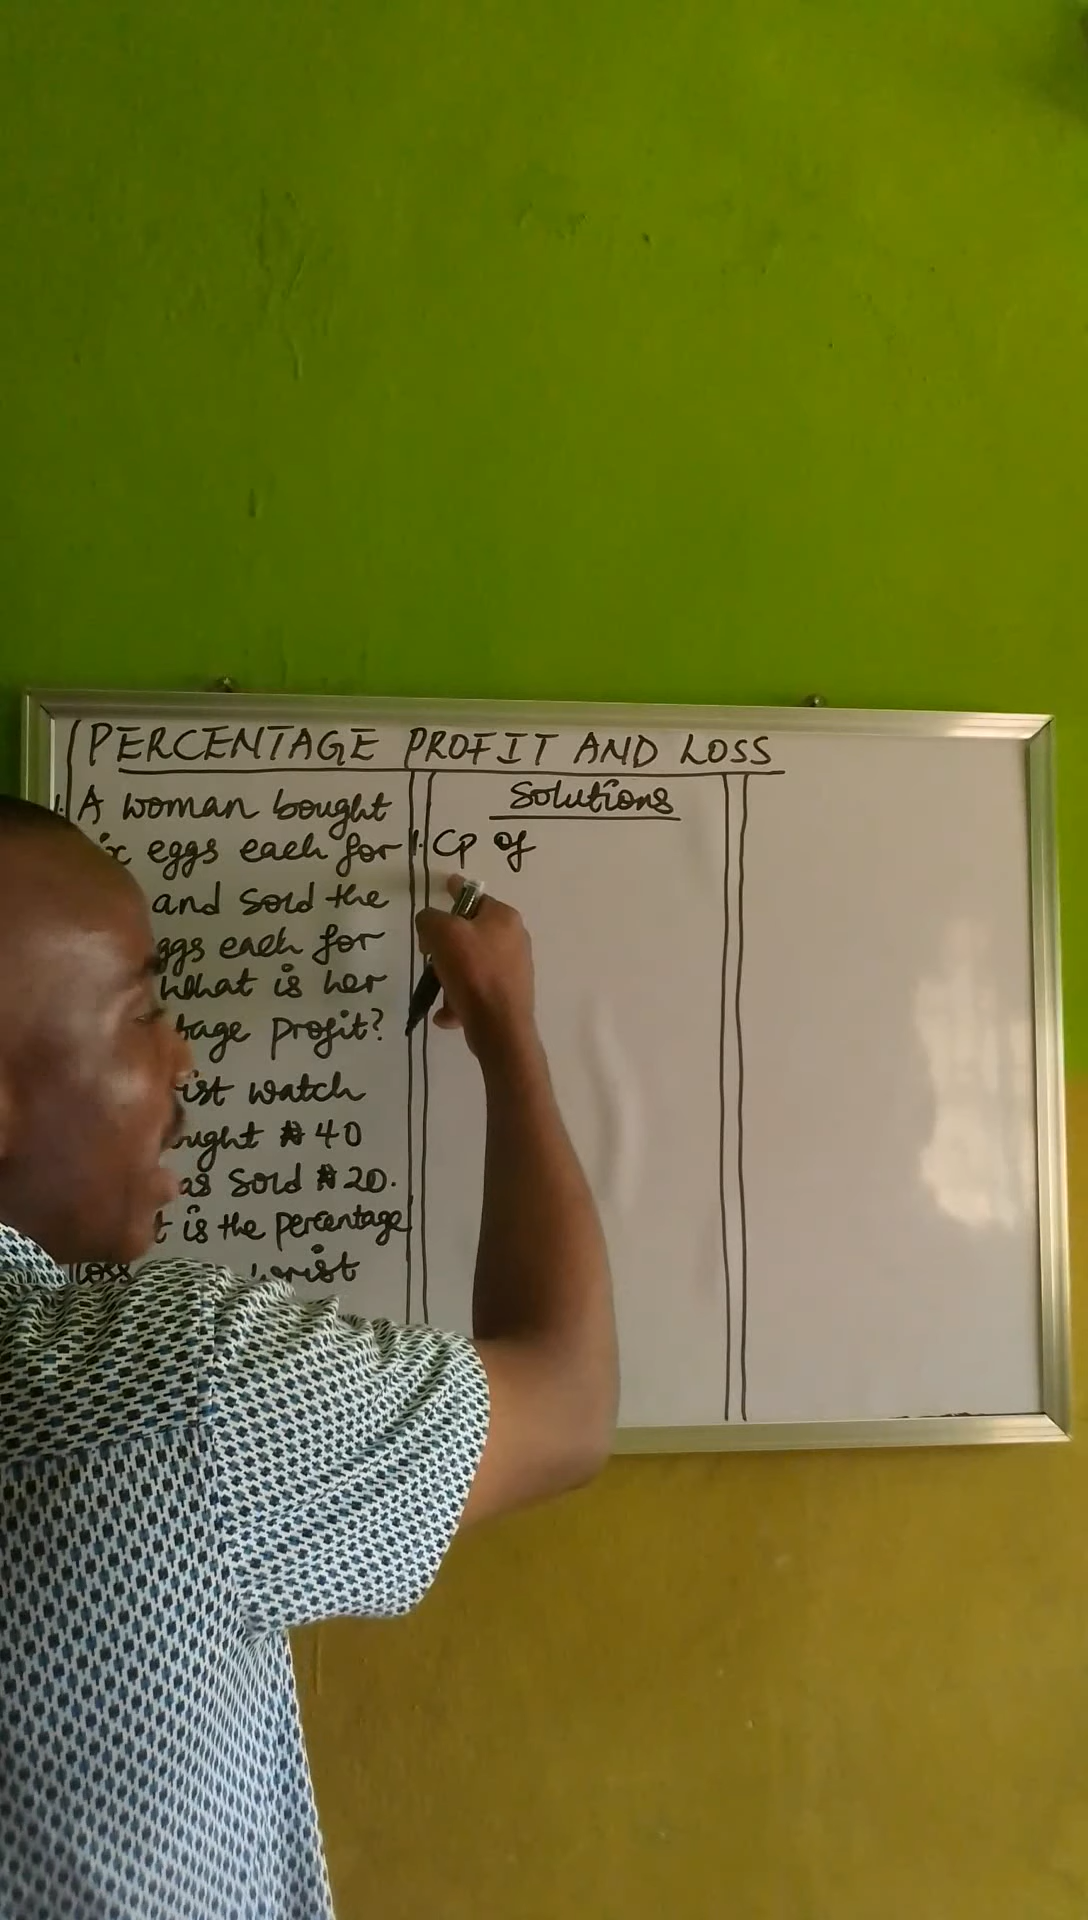 PERCENTAGE PROFIT AND LOSS
1. A woman bought
eggs each for
and sold the
eggs each for
What is her
profit?
watch
₦40
sold ₦20.
is the percentage
Loss wrist
Solutions
1. CP of